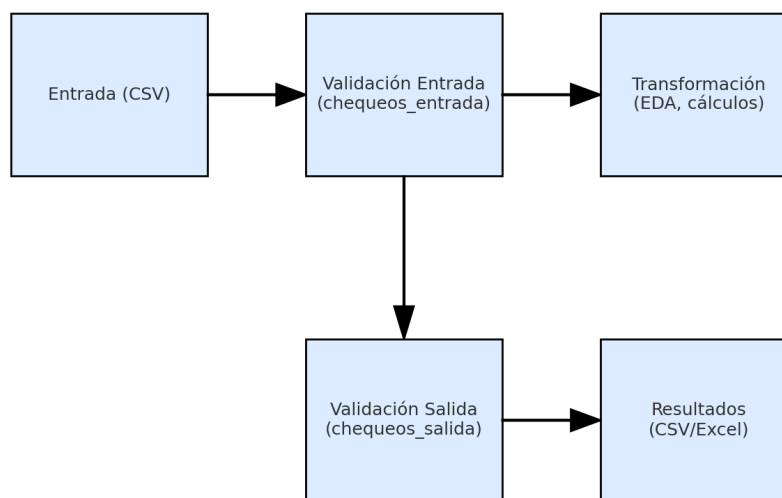 Entrada (CSV)
Validación Entrada
(chequeos_entrada)
Transformación
(EDA, cálculos)
Validación Salida
(chequeos_salida)
Resultados
(CSV/Excel)